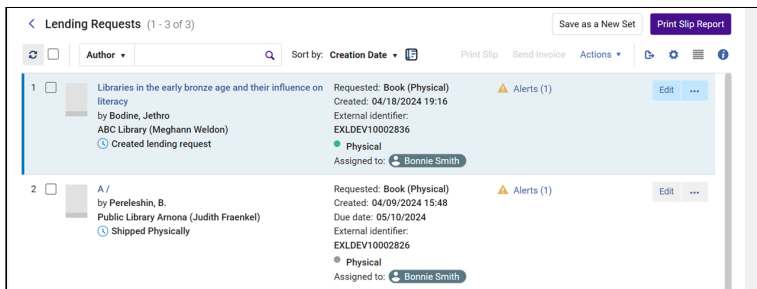 Lending Requests (1 - 3 of 3)
Save as a New Set
Print Slip Report
Author
Sort by: Creation Date
Print Slip
Send Invoice
Actions
1
Libraries in the early bronze age and their influence on
literacy
by Bodine, Jethro
ABC Library (Meghann Weldon)
Created lending request
Requested: Book (Physical)
Created: 04/18/2024 19:16
External identifier:
EXLDEV10002836
Physical
Assigned to: Bonnie Smith
Alerts (1)
Edit
2
A /
by Pereleshin, B.
Public Library Arnona (Judith Fraenkel)
Shipped Physically
Requested: Book (Physical)
Created: 04/09/2024 15:48
Due date: 05/10/2024
External identifier:
EXLDEV10002826
Physical
Assigned to: Bonnie Smith
Alerts (1)
Edit